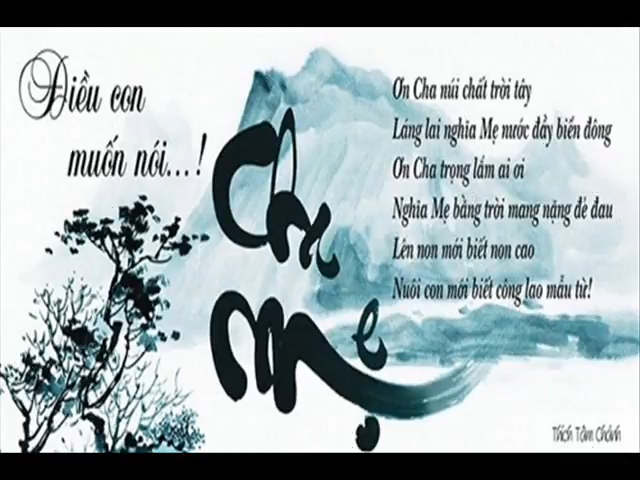 Điều con
muốn nói...!
Cha
Mẹ
Ơn Cha núi chất trời tây
Láng lai nghĩa Mẹ nước đầy biển đông
Ơn Cha trọng lắm ai ơi
Nghĩa Mẹ bằng trời mang nặng đẻ đau
Lên non mới biết non cao
Nuôi con mới biết công lao mẫu từ!
Thích Tâm Chánh